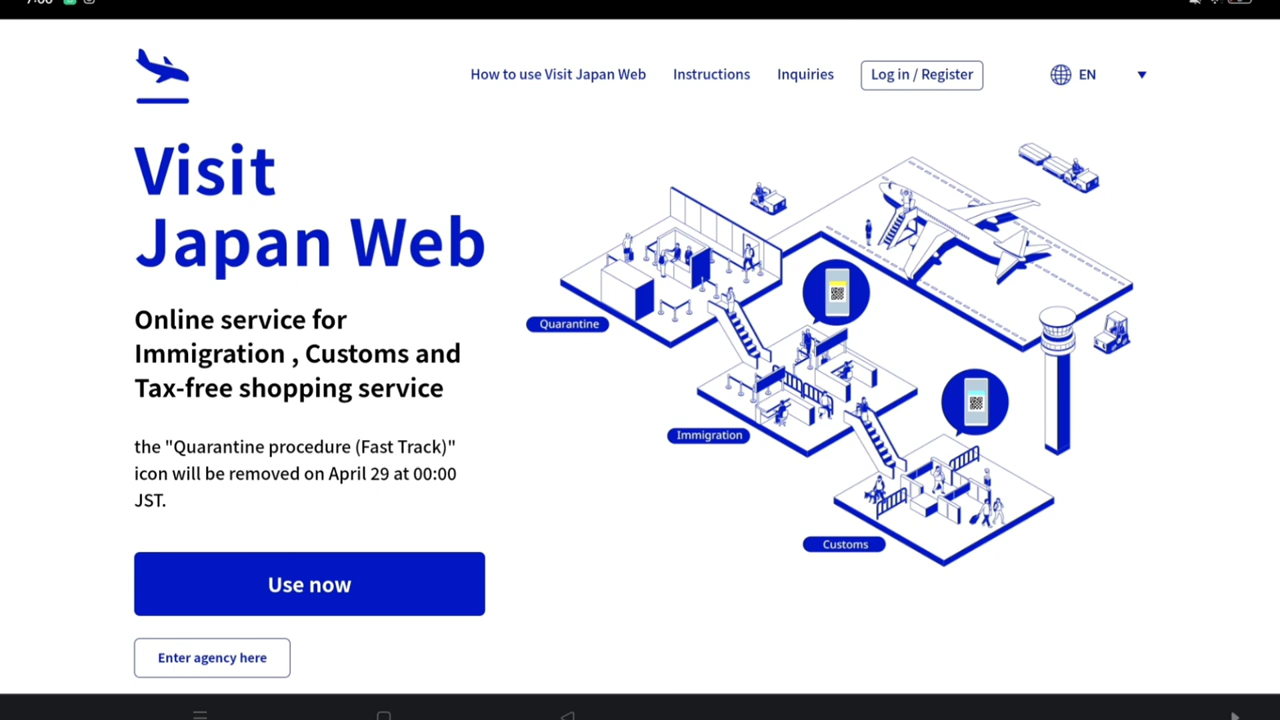 How to use Visit Japan Web
Instructions
Inquiries
Log in / Register
EN
Visit
Japan Web
Online service for
Immigration , Customs and
Tax-free shopping service
the "Quarantine procedure (Fast Track)"
icon will be removed on April 29 at 00:00
JST.
Use now
Enter agency here
Quarantine
Immigration
Customs